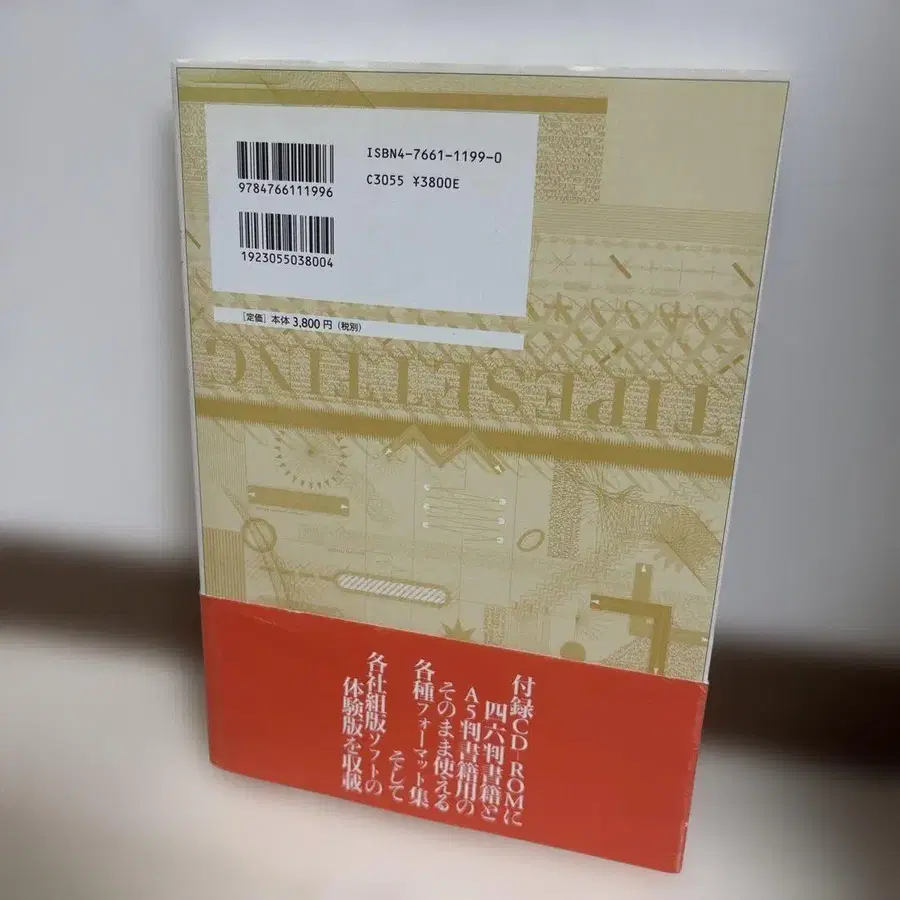 ISBN4-7661-1199-0
C3055 ¥3800E
9784766111996
1923055038004
[定価] 本体 3,800 円 (税別)
TIPESETTING
付録CD-ROMに
四六判書籍と
A5判書籍用の
そのまま使える
各種フォーマット集
そして
各社組版ソフトの
体験版を収載